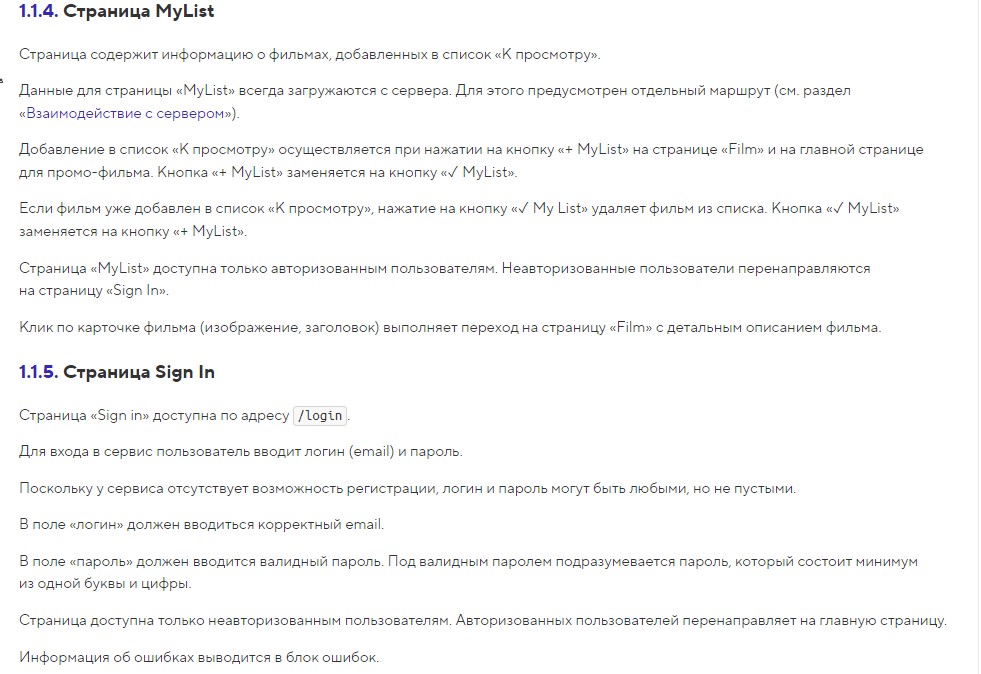 1.1.4. Страница MyList
Страница содержит информацию о фильмах, добавленных в список «К просмотру».
Данные для страницы «MyList» всегда загружаются с сервера. Для этого предусмотрен отдельный маршрут (см. раздел
«Взаимодействие с сервером»).
Добавление в список «К просмотру» осуществляется при нажатии на кнопку «+ MyList» на странице «Film» и на главной странице
для промо-фильма. Кнопка «+ MyList» заменяется на кнопку «✓ MyList».
Если фильм уже добавлен в список «К просмотру», нажатие на кнопку «✓ My List» удаляет фильм из списка. Кнопка «✓ MyList»
заменяется на кнопку «+ MyList».
Страница «MyList» доступна только авторизованным пользователям. Неавторизованные пользователи перенаправляются
на страницу «Sign In».
Клик по карточке фильма (изображение, заголовок) выполняет переход на страницу «Film» с детальным описанием фильма.
1.1.5. Страница Sign In
Страница «Sign in» доступна по адресу /login.
Для входа в сервис пользователь вводит логин (email) и пароль.
Поскольку у сервиса отсутствует возможность регистрации, логин и пароль могут быть любыми, но не пустыми.
В поле «логин» должен вводиться корректный email.
В поле «пароль» должен вводится валидный пароль. Под валидным паролем подразумевается пароль, который состоит минимум
из одной буквы и цифры.
Страница доступна только неавторизованным пользователям. Авторизованных пользователей перенаправляет на главную страницу.
Информация об ошибках выводится в блок ошибок.